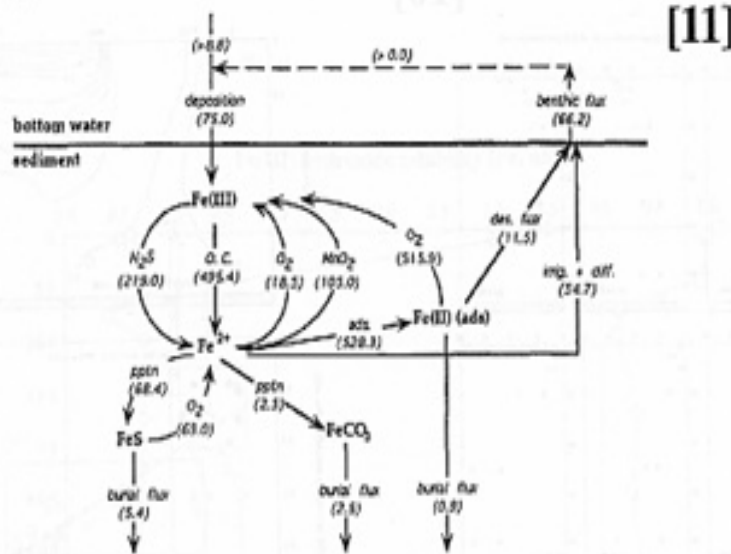 [11]
(>8.8)
(> 0.0)
deposition
(75.0)
benthic flux
(66.2)
bottom water
sediment
Fe(III)
H₂S
(219.0)
O.C.
(495.4)
O₂
(18.5)
MnO₂
(105.0)
O₂
(515.9)
des. flux
(11.5)
irrig. + diff.
(54.7)
Fe(II) (ads)
ads.
(528.3)
Fe²⁺
pptn
(68.4)
O₂
(63.0)
pptn
(2.5)
FeS
FeCO₃
burial flux
(5.4)
burial flux
(2.5)
burial flux
(0.9)